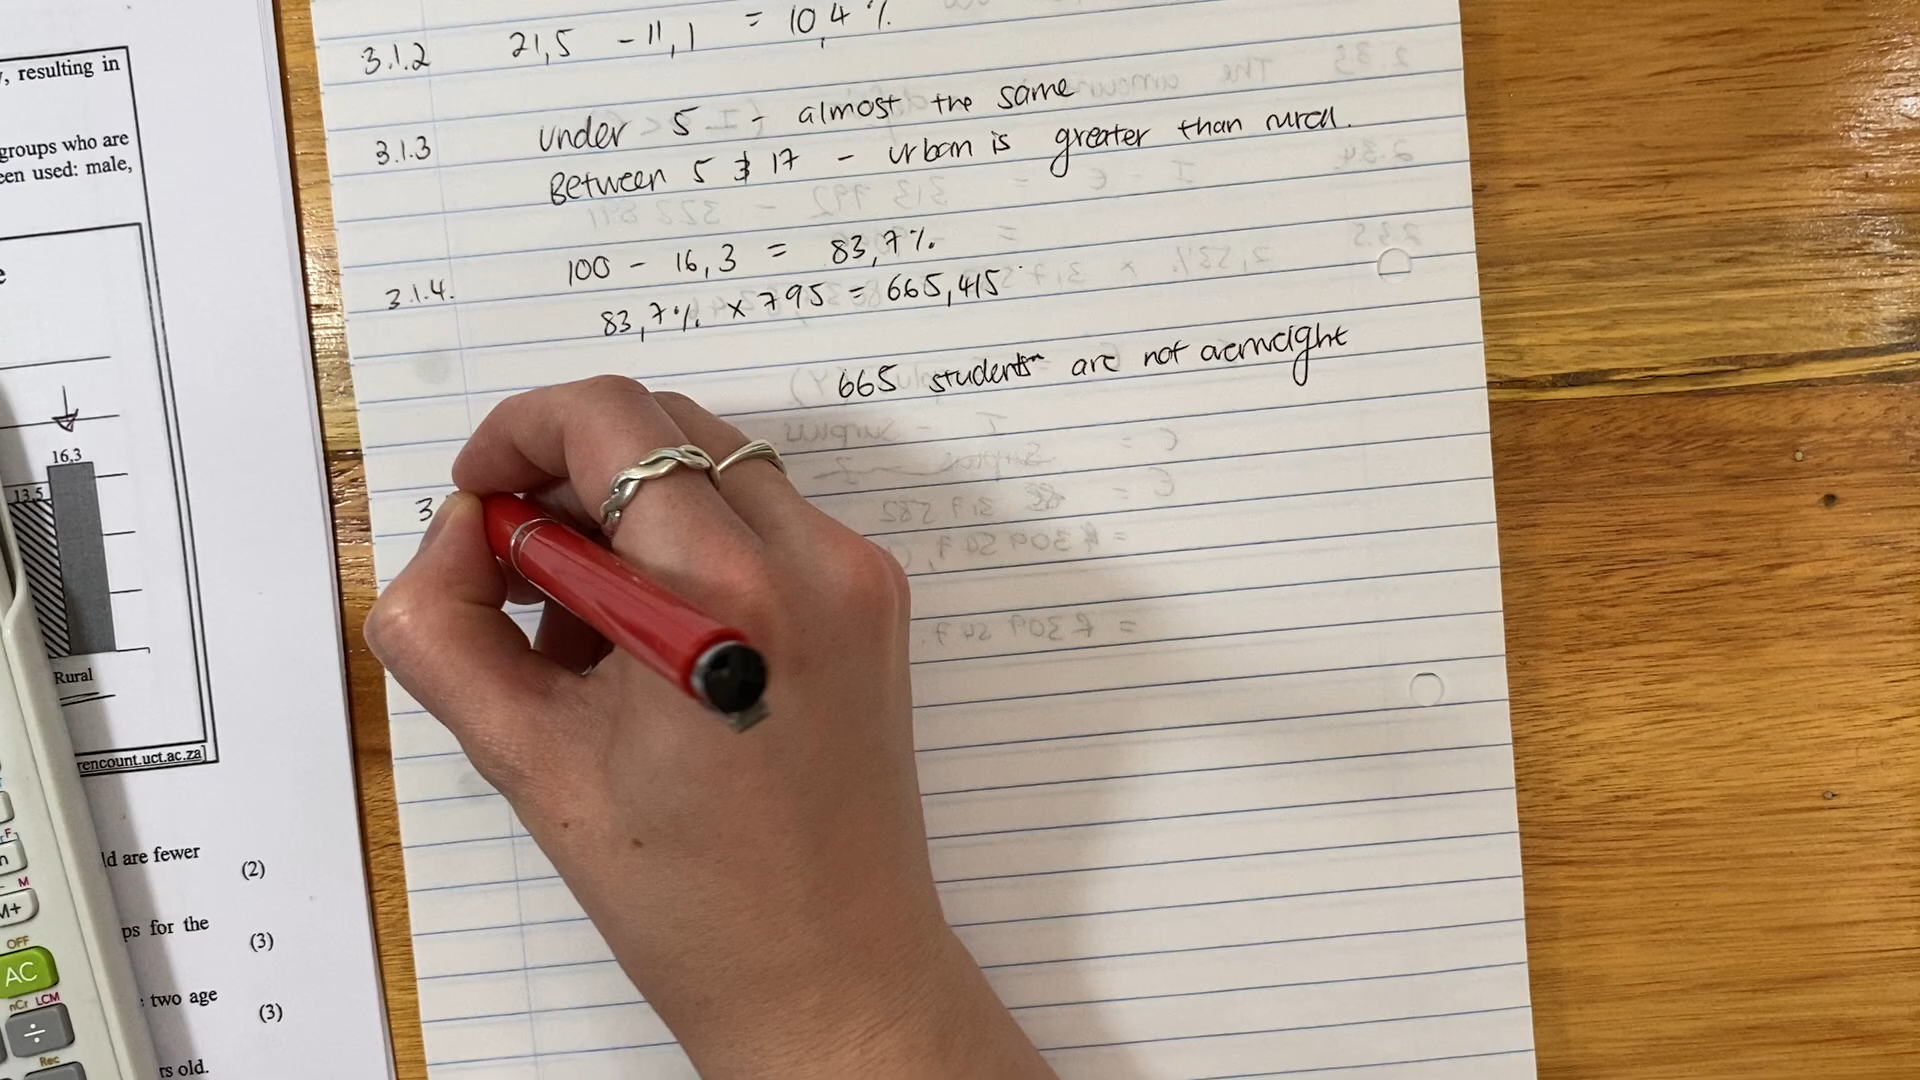 , resulting in
groups who are
een used: male,
16,3
13,5
Rural
rencount.uct.ac.za]
ld are fewer
(2)
ps for the
(3)
two age
(3)
rs old.
M
M+
OFF
AC
nCr LCM
÷
Rec
3.1.2 21,5 - 11,1 = 10,4 %
3.1.3 under 5 - almost the same
Between 5 & 17 - urban is greater than rural.
3.1.4. 100 - 16,3 = 83,7%
83,7% x 795 = 665,415
665 students are not overweight
3